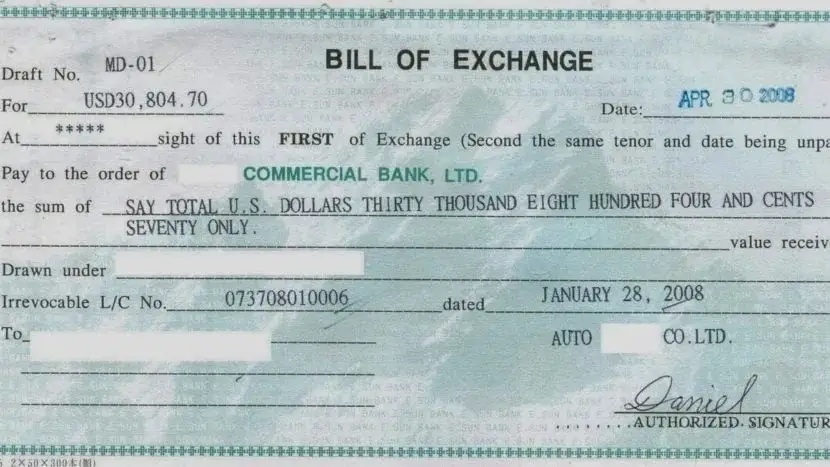 BILL OF EXCHANGE
Draft No. MD-01
For USD30,804.70
Date: APR 30 2008
At ***** sight of this FIRST of Exchange (Second the same tenor and date being unpa
Pay to the order of COMMERCIAL BANK, LTD.
the sum of SAY TOTAL U.S. DOLLARS THIRTY THOUSAND EIGHT HUNDRED FOUR AND CENTS
SEVENTY ONLY.
value receiv
Drawn under
Irrevocable L/C No. 073708010006 dated JANUARY 28, 2008
To
AUTO CO.LTD.
Daniel
AUTHORIZED SIGNATUR